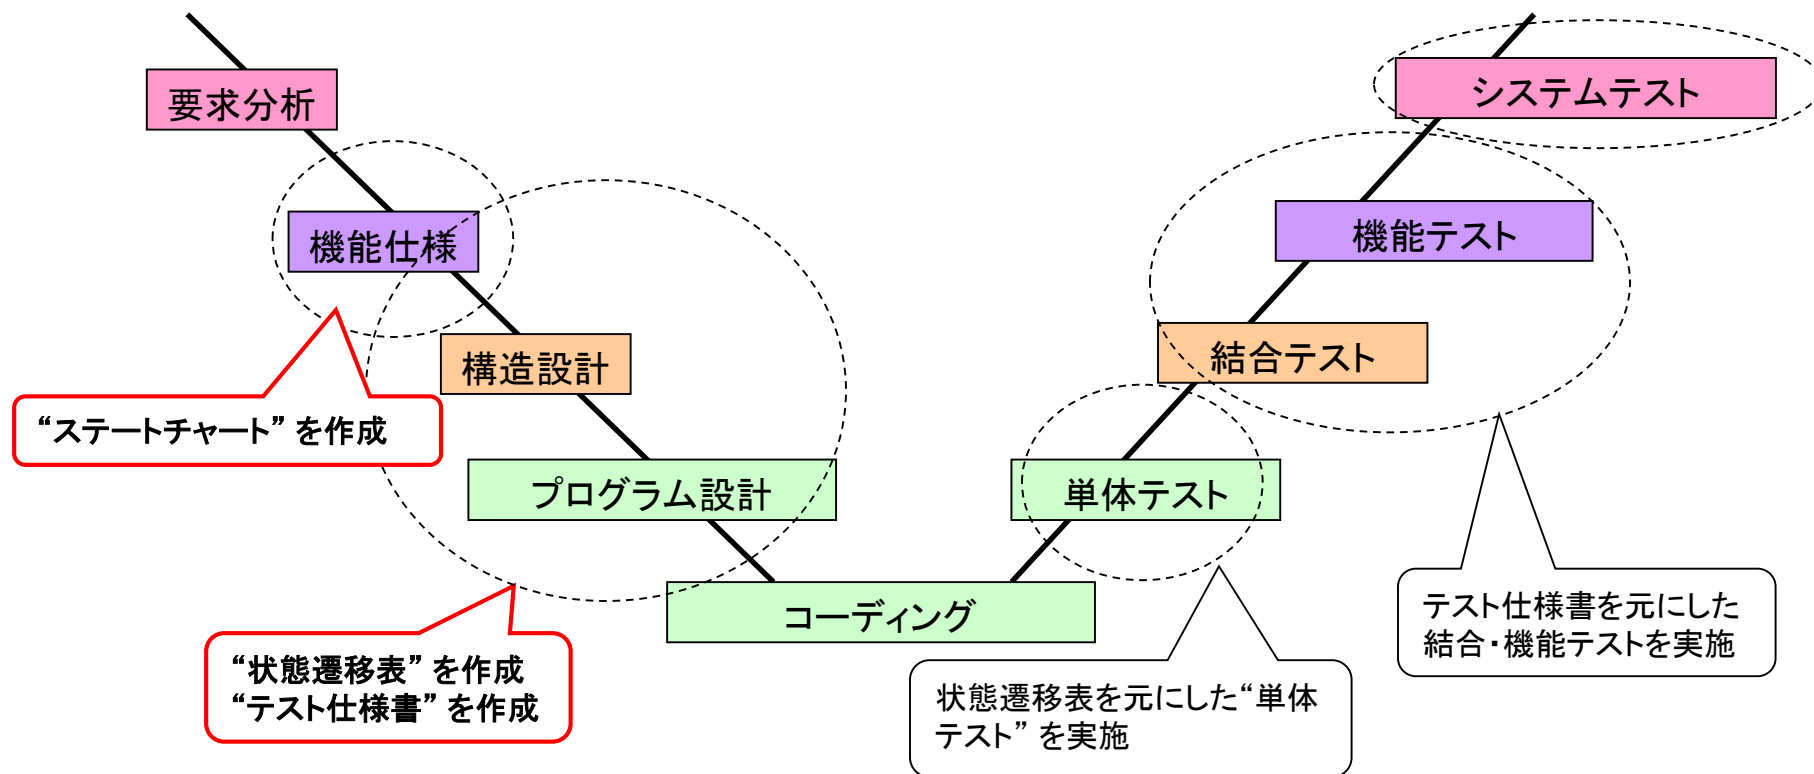 要求分析
システムテスト
機能仕様
機能テスト
構造設計
結合テスト
“ステートチャート” を作成
プログラム設計
単体テスト
コーディング
テスト仕様書を元にした
結合・機能テストを実施
“状態遷移表” を作成
“テスト仕様書” を作成
状態遷移表を元にした“単体
テスト” を実施